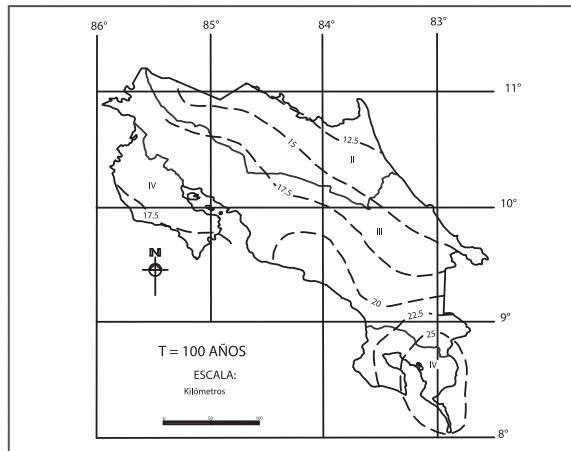 86° 85° 84° 83°
11°
12.5
15
II
17.5
IV
10°
17.5
III
N
20
9°
22.5
25
T = 100 AÑOS
IV
ESCALA:
Kilómetros
0 50 100
8°